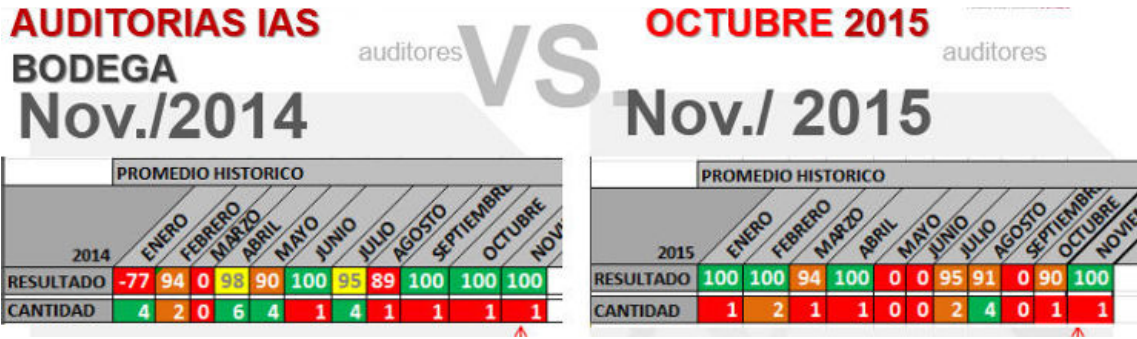 AUDITORIAS IAS
BODEGA
auditores
VS.
OCTUBRE 2015
auditores
Nov./2014
Nov./ 2015
PROMEDIO HISTORICO
2014 ENERO FEBRERO MARZO ABRIL MAYO JUNIO JULIO AGOSTO SEPTIEMBRE OCTUBRE NOV
RESULTADO -77 94 0 98 90 100 95 89 100 100 100
CANTIDAD 4 2 0 6 4 1 4 1 1 1 1
PROMEDIO HISTORICO
2015 ENERO FEBRERO MARZO ABRIL MAYO JUNIO JULIO AGOSTO SEPTIEMBR OCTUBRE NOVIE
RESULTADO 100 100 94 100 0 0 95 91 0 90 100
CANTIDAD 1 2 1 1 0 0 2 4 0 1 1